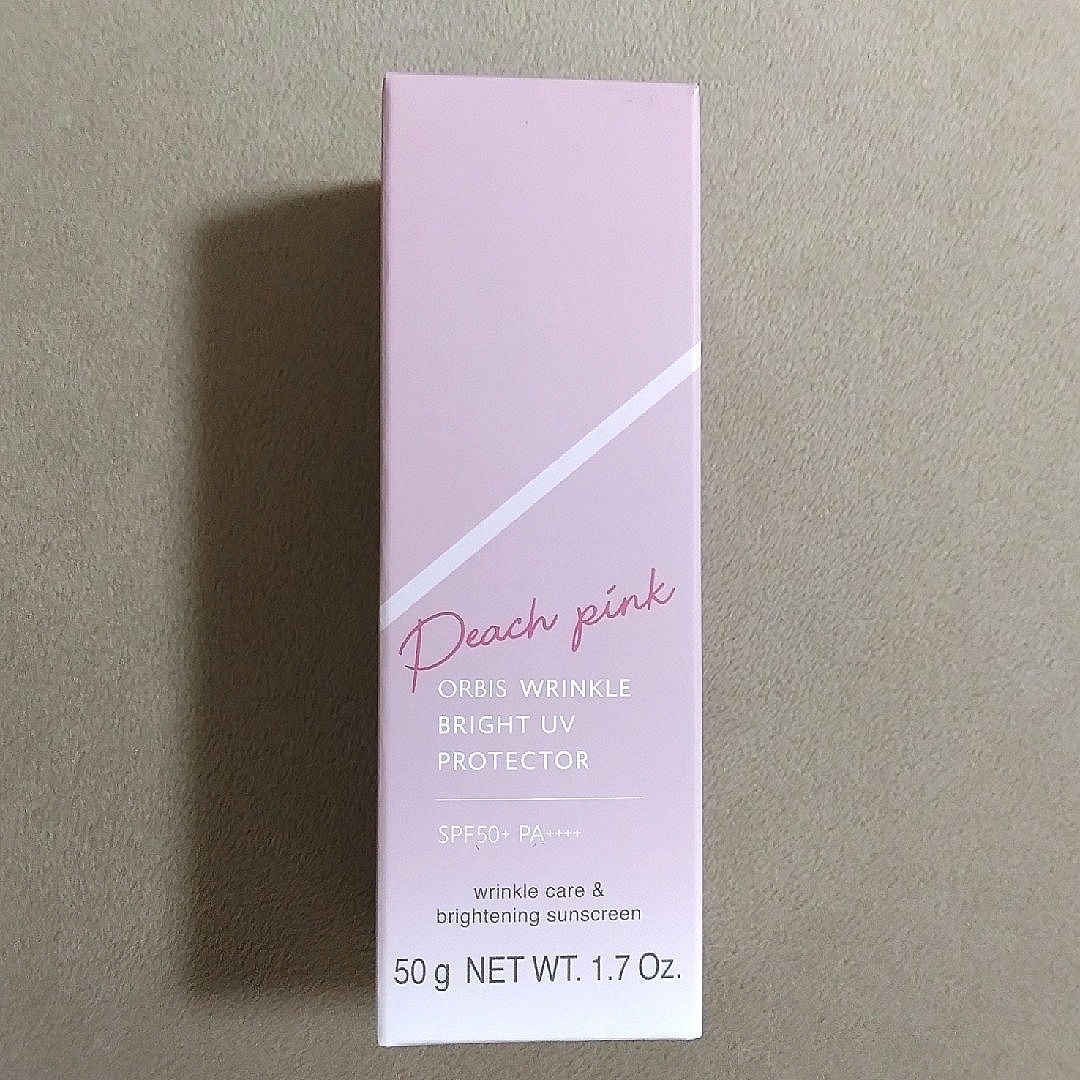 Peach pink
ORBIS WRINKLE
BRIGHT UV
PROTECTOR
SPF50+ PA++++
wrinkle care &
brightening sunscreen
50 g NET WT. 1.7 Oz.